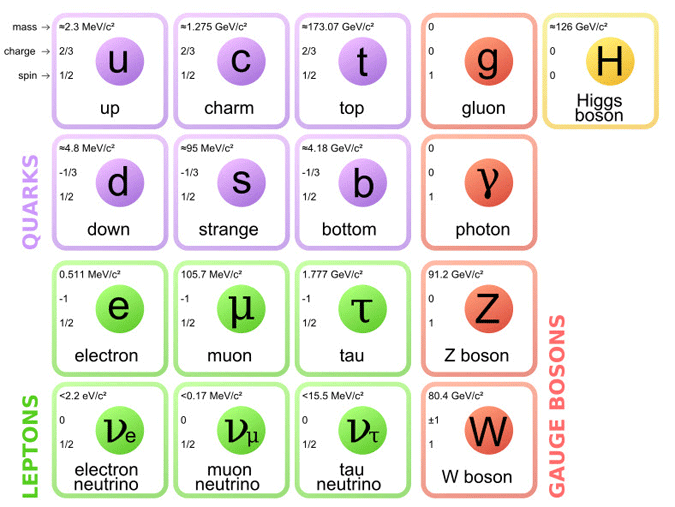 mass → ≈2.3 MeV/c² ≈1.275 GeV/c² ≈173.07 GeV/c² 0 ≈126 GeV/c²
charge → 2/3 2/3 2/3 0 0
spin → 1/2 1/2 1/2 1 0
u c t g H
up charm top gluon Higgs boson
≈4.8 MeV/c² ≈95 MeV/c² ≈4.18 GeV/c² 0
-1/3 -1/3 -1/3 0
1/2 1/2 1/2 1
d s b γ
down strange bottom photon
QUARKS
0.511 MeV/c² 105.7 MeV/c² 1.777 GeV/c² 91.2 GeV/c²
-1 -1 -1 0
1/2 1/2 1/2 1
e μ τ Z
electron muon tau Z boson
<2.2 eV/c² <0.17 MeV/c² <15.5 MeV/c² 80.4 GeV/c²
0 0 0 ±1
1/2 1/2 1/2 1
νe νμ ντ W
electron neutrino muon neutrino tau neutrino W boson
LEPTONS
GAUGE BOSONS